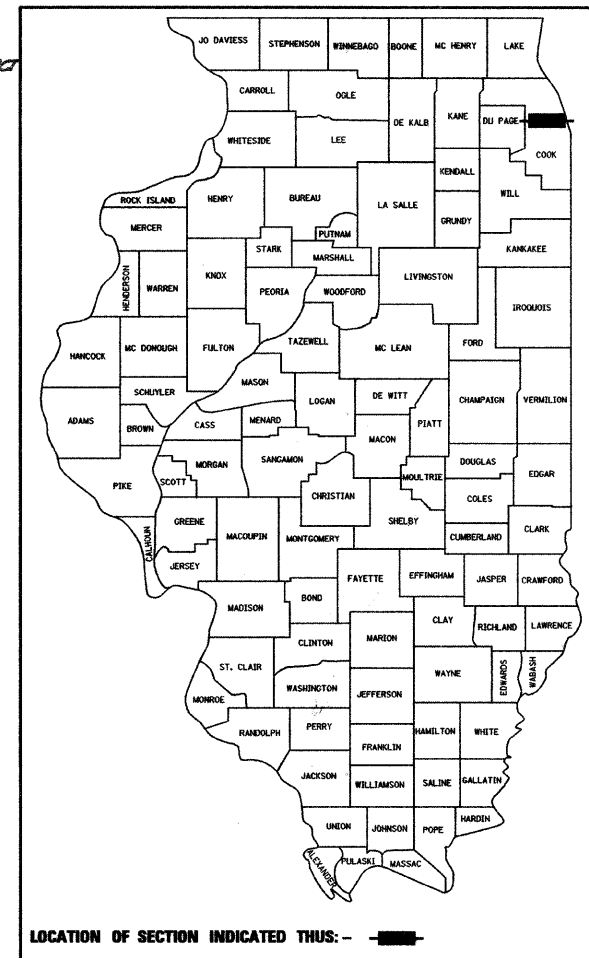 CT
JO DAVIESS STEPHENSON WINNEBAGO BOONE MC HENRY LAKE
CARROLL OGLE DE KALB KANE DU PAGE COOK
WHITESIDE LEE
KENDALL
ROCK ISLAND HENRY BUREAU LA SALLE GRUNDY WILL
MERCER PUTNAM
STARK MARSHALL KANKAKEE
HENDERSON WARREN KNOX PEORIA WOODFORD LIVINGSTON IROQUOIS
HANCOCK MC DONOUGH FULTON TAZEWELL MC LEAN FORD
SCHUYLER MASON LOGAN DE WITT CHAMPAIGN VERMILION
ADAMS BROWN CASS MENARD MACON PIATT
PIKE SCOTT MORGAN SANGAMON CHRISTIAN MOULTRIE DOUGLAS EDGAR
COLES
CALHOUN GREENE MACOUPIN MONTGOMERY SHELBY CUMBERLAND CLARK
JERSEY BOND FAYETTE EFFINGHAM JASPER CRAWFORD
MADISON CLINTON MARION CLAY RICHLAND LAWRENCE
ST. CLAIR WASHINGTON JEFFERSON WAYNE EDWARDS WABASH
MONROE
RANDOLPH PERRY FRANKLIN HAMILTON WHITE
JACKSON WILLIAMSON SALINE GALLATIN
UNION JOHNSON POPE HARDIN
ALEXANDER PULASKI MASSAC
LOCATION OF SECTION INDICATED THUS: -